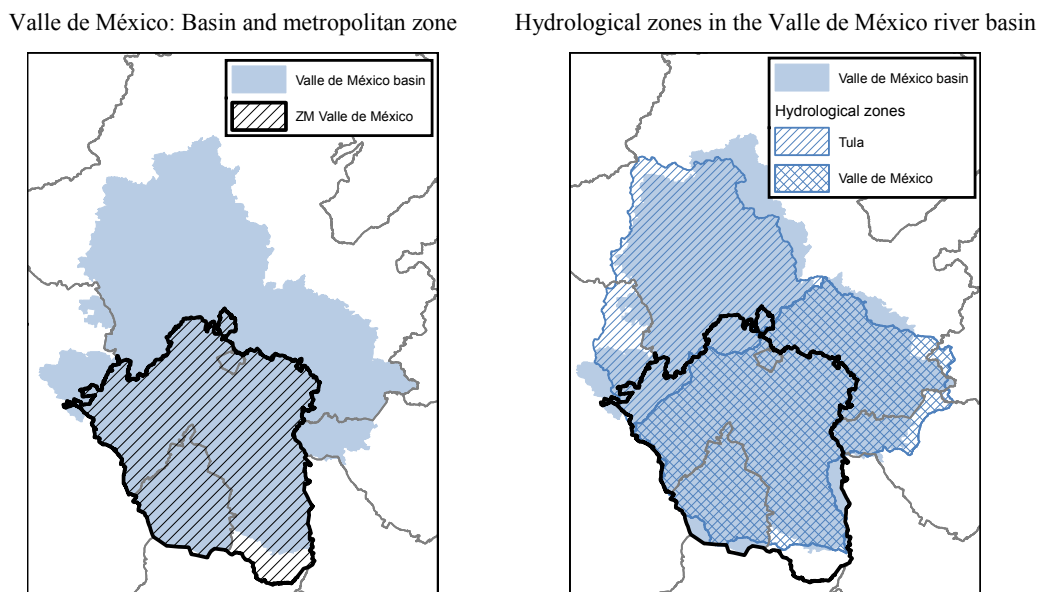 Valle de México: Basin and metropolitan zone
Valle de México basin
ZM Valle de México
Hydrological zones in the Valle de México river basin
Valle de México basin
Hydrological zones
Tula
Valle de México